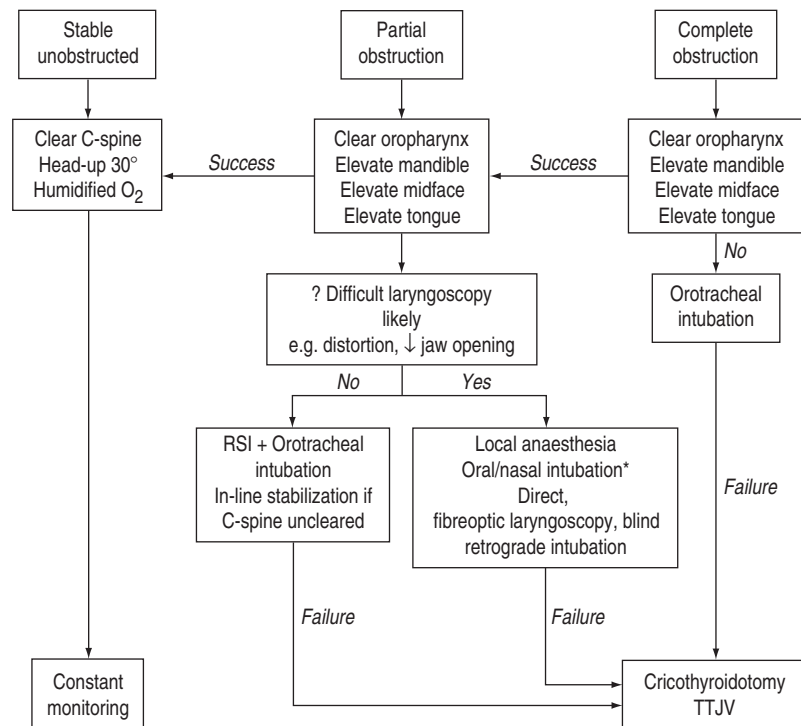 Stable
unobstructed
Partial
obstruction
Complete
obstruction
Clear C-spine
Head-up 30°
Humidified O₂
Success
Clear oropharynx
Elevate mandible
Elevate midface
Elevate tongue
Success
Clear oropharynx
Elevate mandible
Elevate midface
Elevate tongue
No
? Difficult laryngoscopy
likely
e.g. distortion, ↓ jaw opening
Orotracheal
intubation
No
Yes
RSI + Orotracheal
intubation
In-line stabilization if
C-spine uncleared
Local anaesthesia
Oral/nasal intubation*
Direct,
fibreoptic laryngoscopy, blind
retrograde intubation
Failure
Failure
Failure
Constant
monitoring
Cricothyroidotomy
TTJV